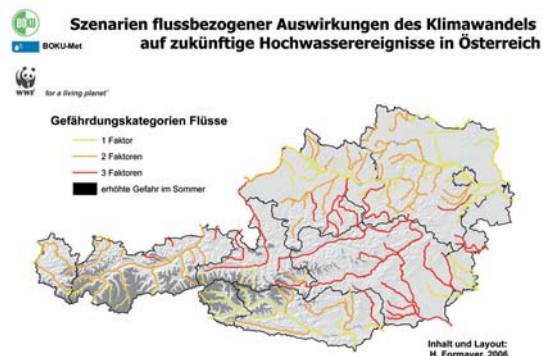 Szenarien flussbezogener Auswirkungen des Klimawandels
auf zukünftige Hochwasserereignisse in Österreich
BOKU
BOKU-Met
WWF
for a living planet®
Gefährdungskategorien Flüsse
1 Faktor
2 Faktoren
3 Faktoren
erhöhte Gefahr im Sommer
Inhalt und Layout:
H. Formayer, 2006